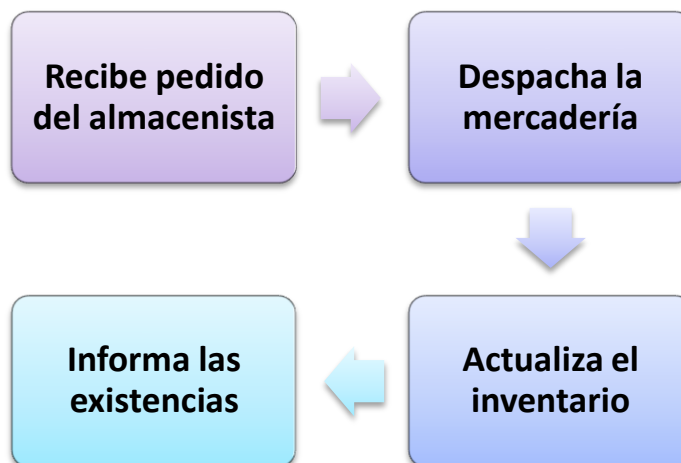 Recibe pedido
del almacenista
Despacha la
mercadería
Actualiza el
inventario
Informa las
existencias